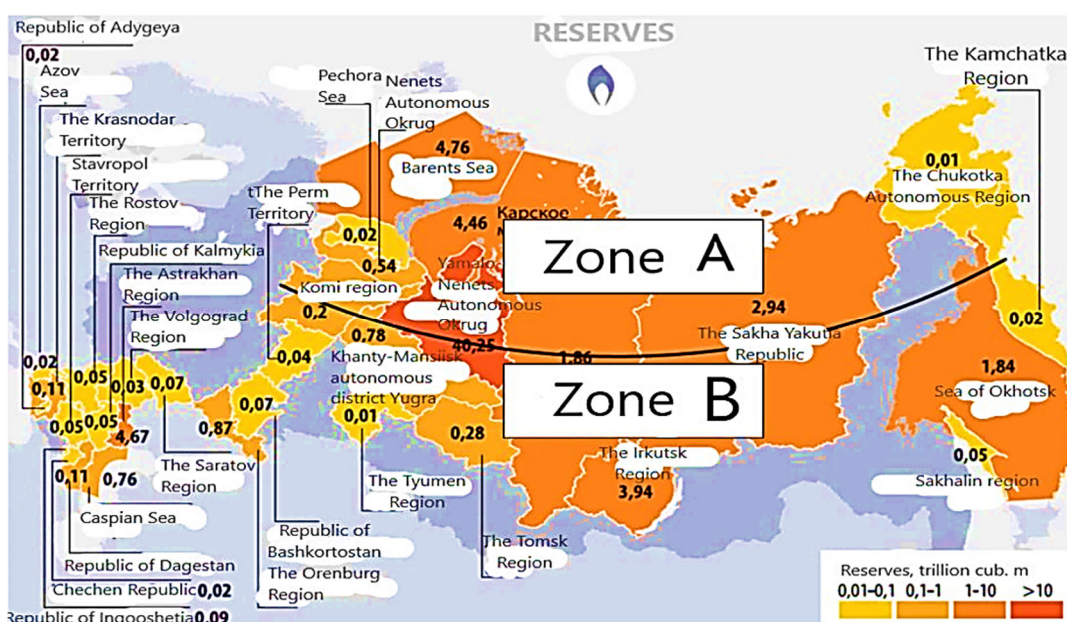 RESERVES
Republic of Adygeya
0,02
Azov
Sea
The Krasnodar
Territory
Stavropol
Territory
The Rostov
Region
Republic of Kalmykia
The Astrakhan
Region
The Volgograd
Region
tThe Perm
Territory
Pechora
Sea
Nenets
Autonomous
Okrug
The Kamchatka
Region
4,76
Barents Sea
4,46
Карское
0,02
0,54
Komi region
0,2
Yamalo-
Nenets
Autonomous
Okrug
40,25
0,78
0,04
Khanty-Mansiisk
autonomous
district Yugra
Zone A
Zone B
1,86
2,94
The Sakha Yakutia
Republic
0,01
The Chukotka
Autonomous Region
0,02
1,84
Sea of Okhotsk
0,05
Sakhalin region
0,02
0,11
0,05
0,03
0,07
0,05
0,05
4,67
0,87
0,07
0,01
0,28
0,11
0,76
The Irkutsk
Region
3,94
The Saratov
Region
Caspian Sea
The Tyumen
Region
The Tomsk
Region
Republic of
Bashkortostan
The Orenburg
Region
Republic of Dagestan
Chechen Republic 0,02
Republic of Ingooshetia 0,09
Reserves, trillion cub. m
0,01–0,1 0,1–1 1-10 >10